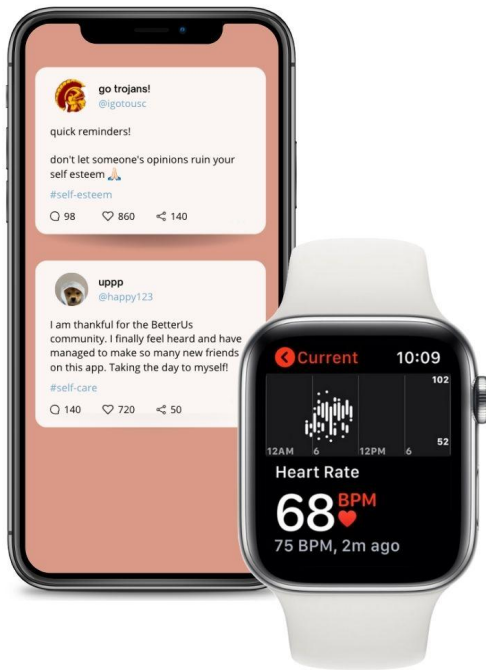 go trojans!
@igotousc
quick reminders!
don't let someone's opinions ruin your
self esteem 🙏🏻
#self-esteem
98 860 140
uppp
@happy123
I am thankful for the BetterUs
community. I finally feel heard and have
managed to make so many new friends
on this app. Taking the day to myself!
#self-care
140 720 50
Current 10:09
102
52
12AM 6 12PM 6
Heart Rate
68 BPM
75 BPM, 2m ago